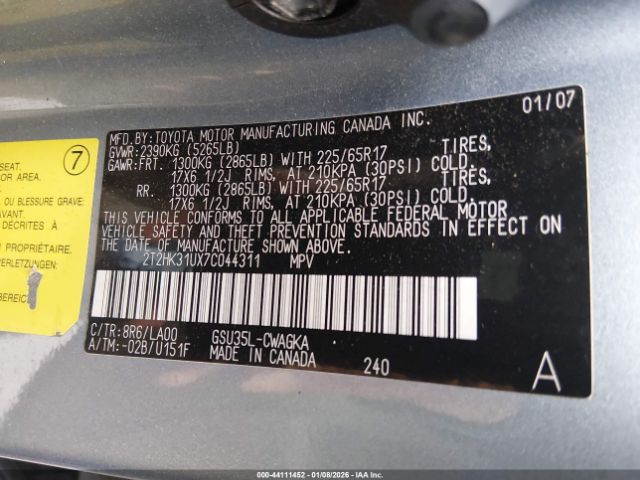 MFD.BY:TOYOTA MOTOR MANUFACTURING CANADA INC. 01/07
GVWR:2390KG (5265LB)
GAWR:FRT. 1300KG (2865LB) WITH 225/65R17 TIRES,
17X6 1/2J RIMS, AT 210KPA (30PSI) COLD.
RR. 1300KG (2865LB) WITH 225/65R17 TIRES,
17X6 1/2J RIMS, AT 210KPA (30PSI) COLD.
THIS VEHICLE CONFORMS TO ALL APPLICABLE FEDERAL MOTOR
VEHICLE SAFETY AND THEFT PREVENTION STANDARDS IN EFFECT ON
THE DATE OF MANUFACTURE SHOWN ABOVE.
2T2HK31UX7C044311 MPV
C/TR:8R6/LA00 GSU35L-CWAGKA
A/TM:-02B/U151F MADE IN CANADA 240 A
7
SEAT.
OR AREA.
OU BLESSURE GRAVE:
AVANT.
DÉCRITES À
PROPRIÉTAIRE.
ERLETZUNGEN:
BEREICH
000-44111452 - 01/08/2026 - IAA Inc.